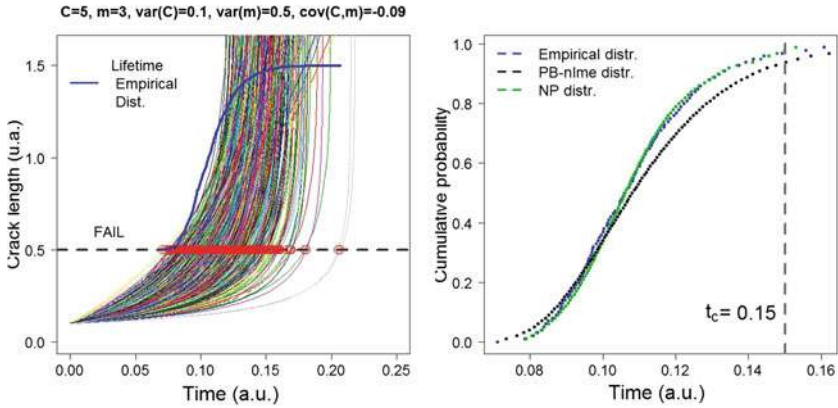 C=5, m=3, var(C)=0.1, var(m)=0.5, cov(C,m)=-0.09
Lifetime
Empirical
Dist.
FAIL
Crack length (u.a.)
1.5
1.0
0.5
0.0
0.00 0.05 0.10 0.15 0.20 0.25
Time (a.u.)
Empirical distr.
PB-nlme distr.
NP distr.
tc= 0.15
Cumulative probability
1.0
0.8
0.6
0.4
0.2
0.0
0.08 0.10 0.12 0.14 0.16
Time (a.u.)